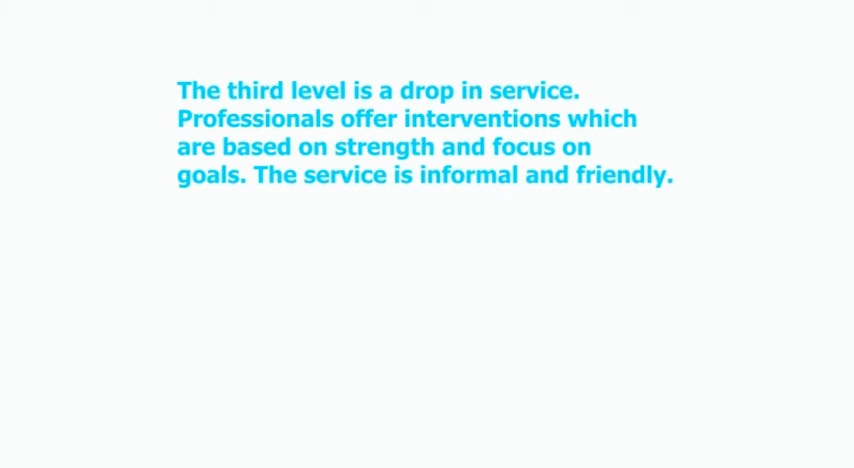 The third level is a drop in service.
Professionals offer interventions which
are based on strength and focus on
goals. The service is informal and friendly.